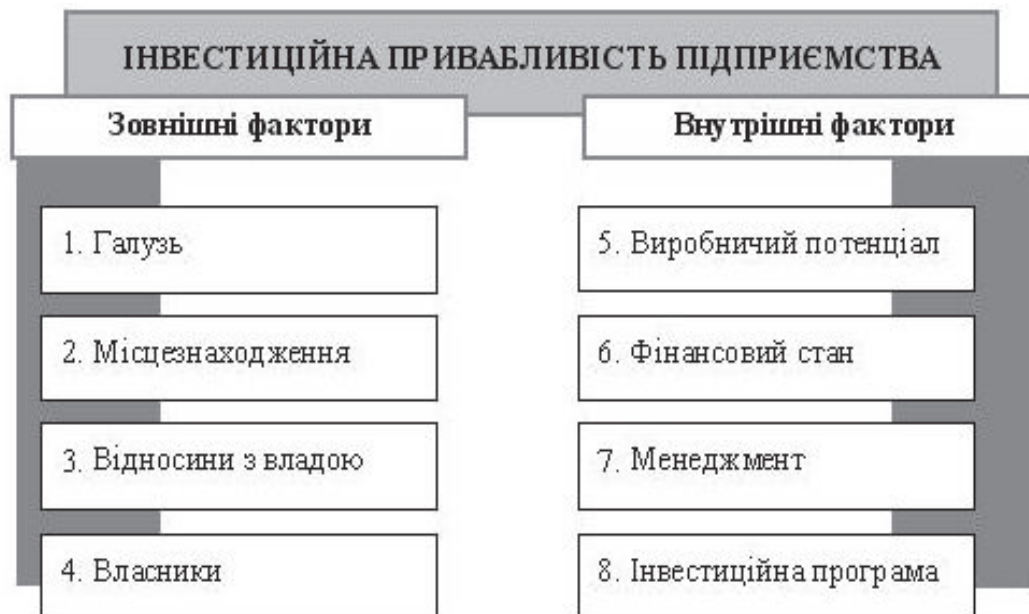 ІНВЕСТИЦІЙНА ПРИВАБЛИВІСТЬ ПІДПРИЄМСТВА
Зовнішні фактори
1. Галузь
2. Місцезнаходження
3. Відносини з владою
4. Власники
Внутрішні фактори
5. Виробничий потенціал
6. Фінансовий стан
7. Менеджмент
8. Інвестиційна програма